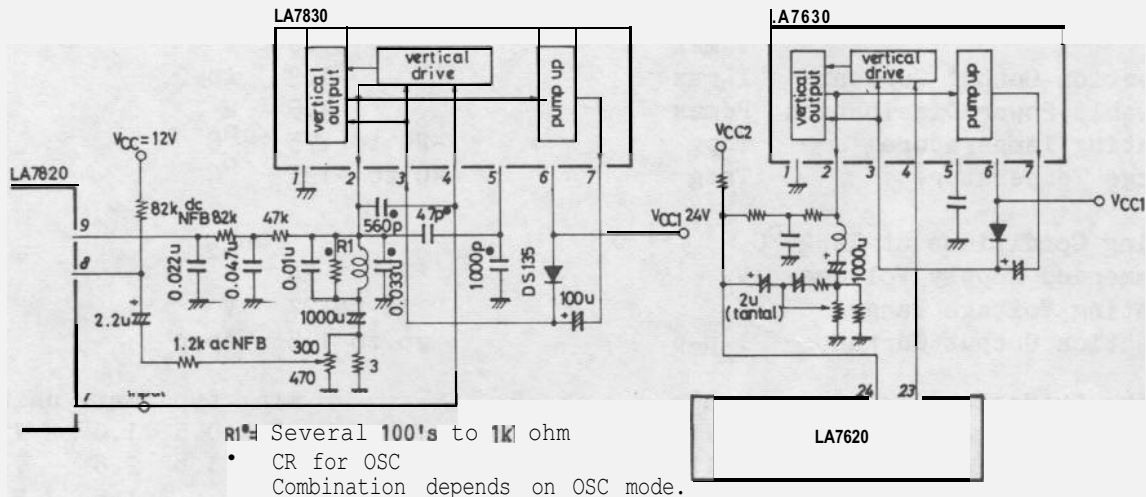 LA7830
vertical output
vertical drive
pump up
1 2 3 4 5 6 7
VCC = 12V
LA7820
9
8
82k
dc NFB
82k
47k
0.022u
0.047u
0.01u
R1
560p
0.033u
47p
1000p
DS135
VCC1 24V
100u
1000u
2.2u
1.2k ac NFB
300
470
3
R1*= Several 100's to 1k ohm
• CR for OSC
Combination depends on OSC mode.
.A7630
vertical output
vertical drive
pump up
VCC2
1 2 3 4 5 6 7
VCC1
1000u
2u
(tantal)
24 23
LA7620